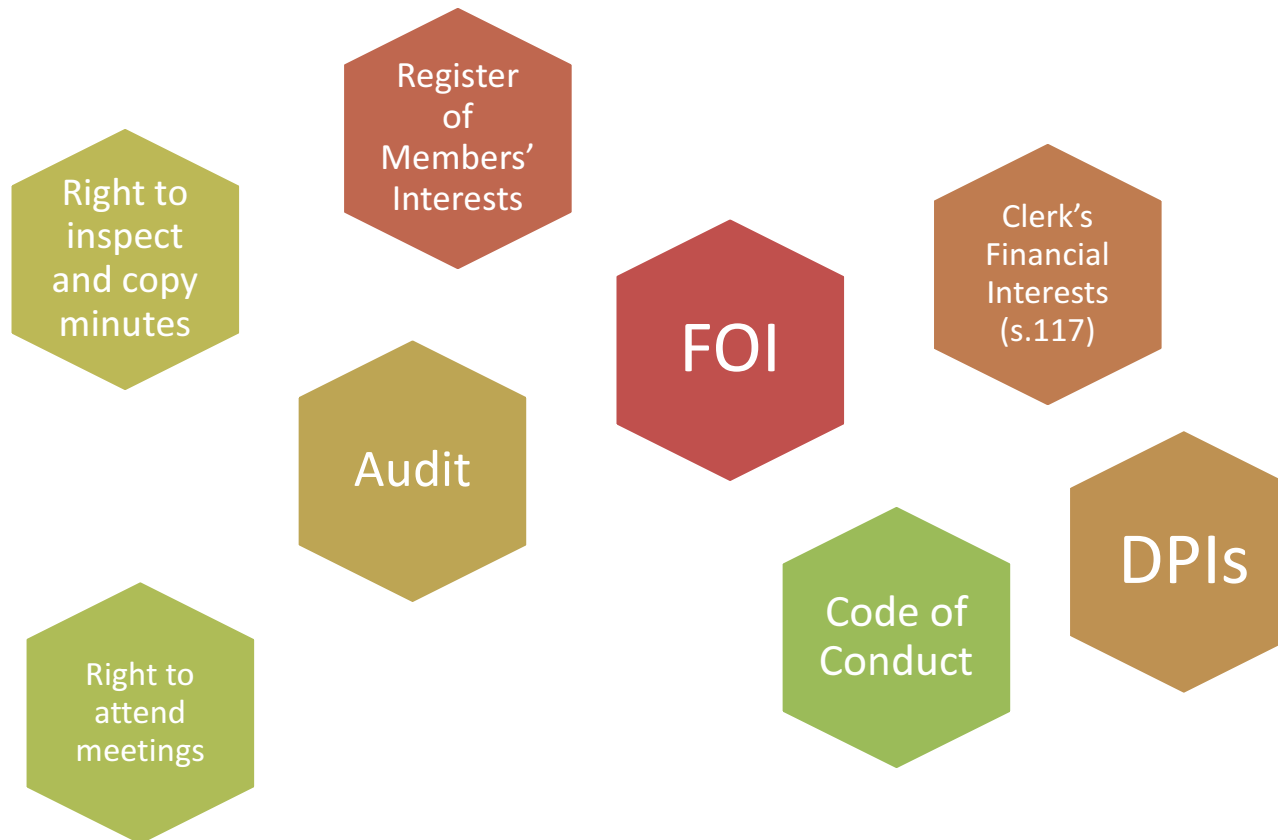 Register
of
Members’
Interests
Right to
inspect
and copy
minutes
Clerk’s
Financial
Interests
(s.117)
FOI
Audit
DPIs
Code of
Conduct
Right to
attend
meetings